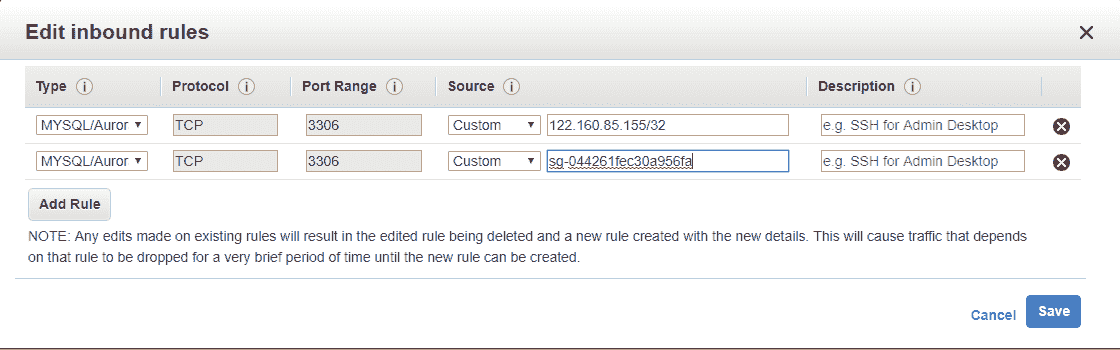 Edit inbound rules
Type Protocol Port Range Source Description
MYSQL/Auror TCP 3306 Custom 122.160.85.155/32 e.g. SSH for Admin Desktop
MYSQL/Auror TCP 3306 Custom sg-044261fec30a956fa e.g. SSH for Admin Desktop
Add Rule
NOTE: Any edits made on existing rules will result in the edited rule being deleted and a new rule created with the new details. This will cause traffic that depends
on that rule to be dropped for a very brief period of time until the new rule can be created.
Cancel Save